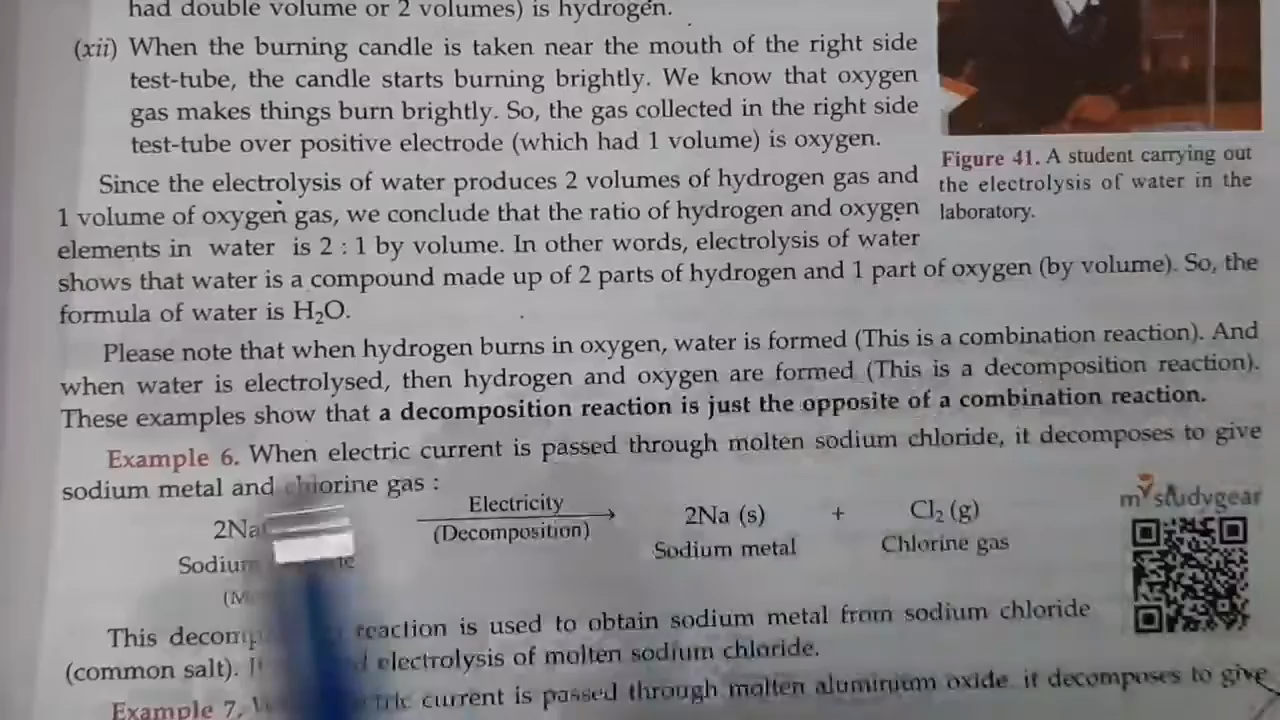 had double volume or 2 volumes) is hydrogen.
(xii) When the burning candle is taken near the mouth of the right side
test-tube, the candle starts burning brightly. We know that oxygen
gas makes things burn brightly. So, the gas collected in the right side
test-tube over positive electrode (which had 1 volume) is oxygen.
Figure 41. A student carrying out
the electrolysis of water in the
laboratory.
Since the electrolysis of water produces 2 volumes of hydrogen gas and
1 volume of oxygen gas, we conclude that the ratio of hydrogen and oxygen
elements in water is 2 : 1 by volume. In other words, electrolysis of water
shows that water is a compound made up of 2 parts of hydrogen and 1 part of oxygen (by volume). So, the
formula of water is H₂O.
Please note that when hydrogen burns in oxygen, water is formed (This is a combination reaction). And
when water is electrolysed, then hydrogen and oxygen are formed (This is a decomposition reaction).
These examples show that a decomposition reaction is just the opposite of a combination reaction.
Example 6. When electric current is passed through molten sodium chloride, it decomposes to give
sodium metal and chlorine gas :
Electricity
2Na (s) + Cl₂ (g)
(Decomposition)
Sodium metal Chlorine gas
Sodium
m studygear
This reaction is used to obtain sodium metal from sodium chloride
(common salt). electrolysis of molten sodium chloride.
Example 7. current is passed through molten aluminium oxide it decomposes to give